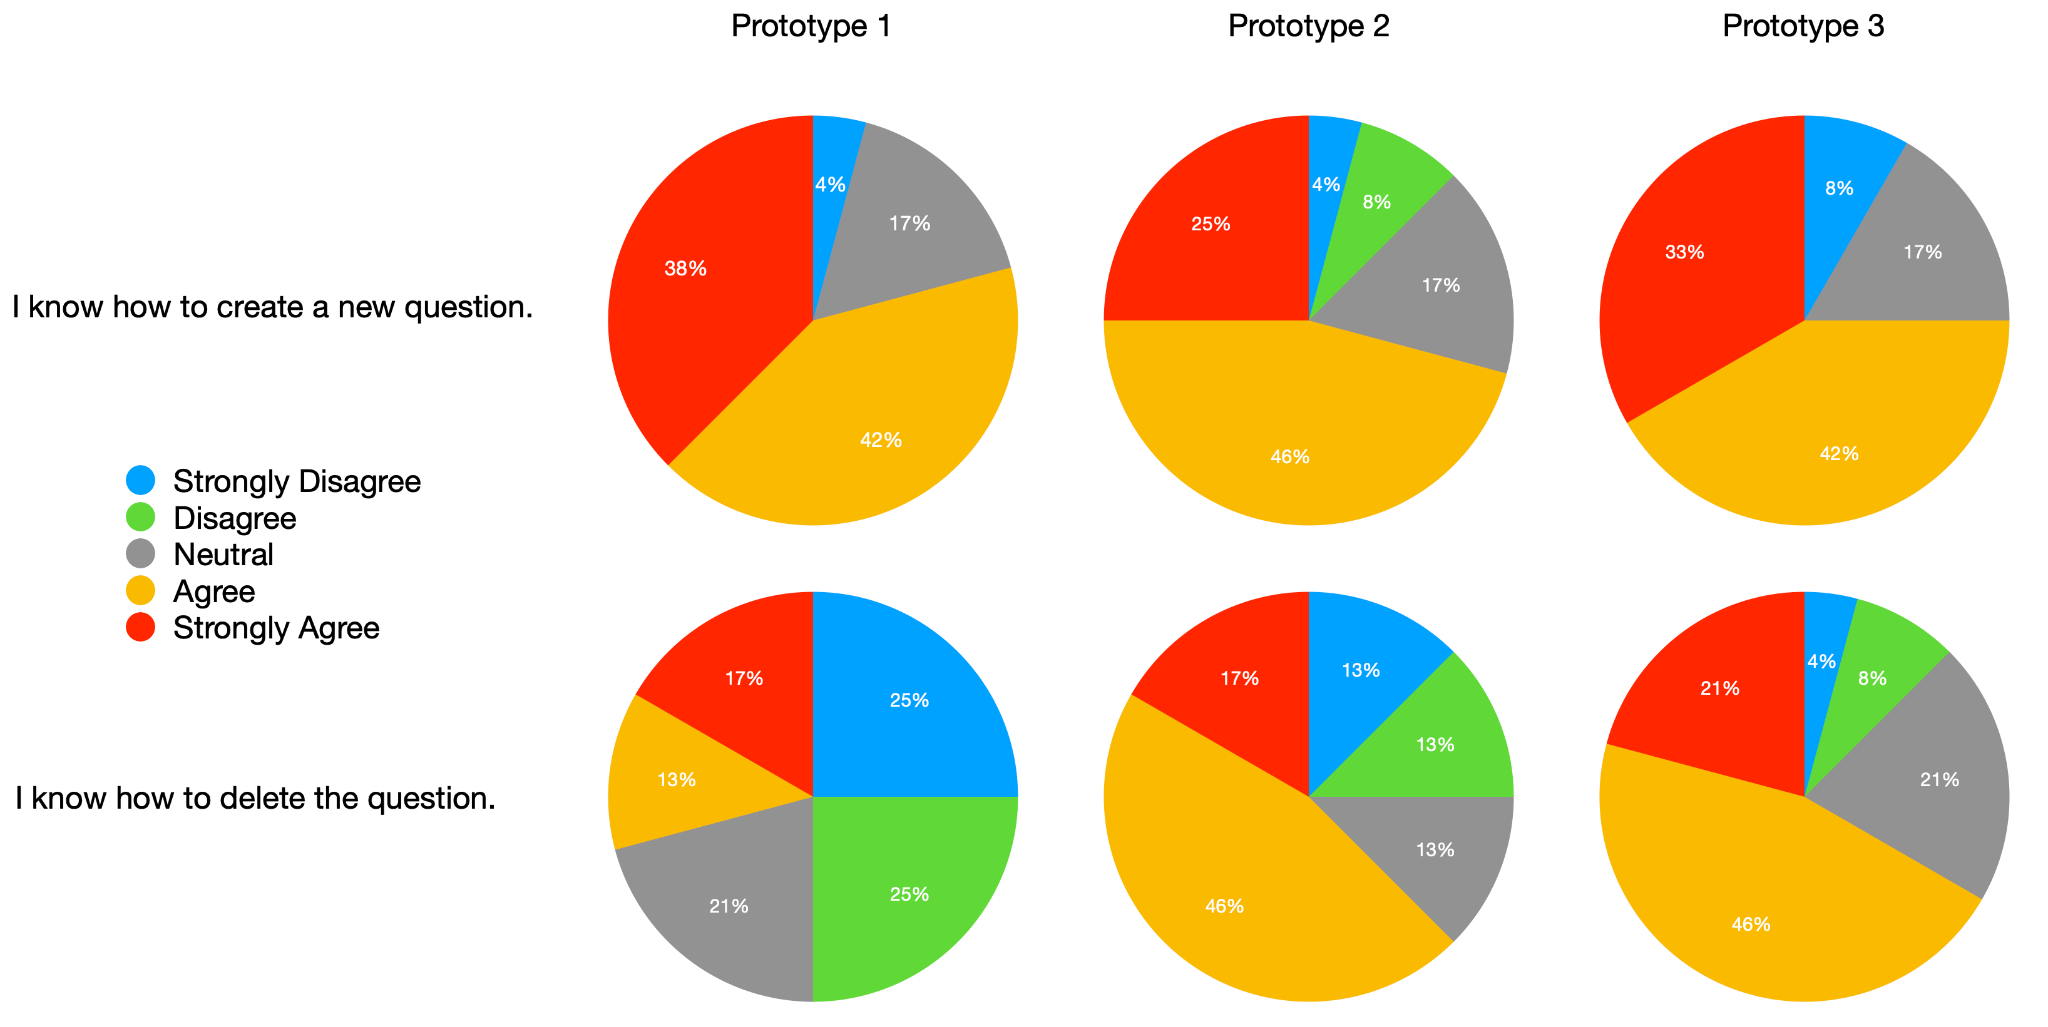 Prototype 1
Prototype 2
Prototype 3
I know how to create a new question.
4%
17%
42%
38%
4%
8%
17%
46%
25%
8%
17%
42%
33%
Strongly Disagree
Disagree
Neutral
Agree
Strongly Agree
I know how to delete the question.
25%
25%
21%
13%
17%
13%
13%
13%
46%
17%
4%
8%
21%
46%
21%